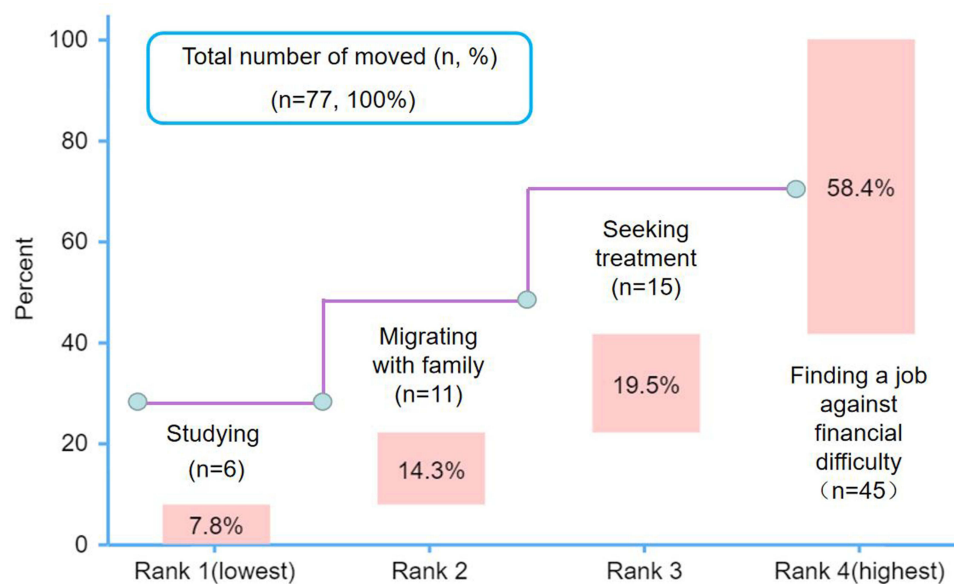 100
80
60
40
20
0
Percent
Total number of moved (n, %)
(n=77, 100%)
Studying
(n=6)
7.8%
Migrating
with family
(n=11)
14.3%
Seeking
treatment
(n=15)
19.5%
58.4%
Finding a job
against
financial
difficulty
（n=45）
Rank 1(lowest)
Rank 2
Rank 3
Rank 4(highest)